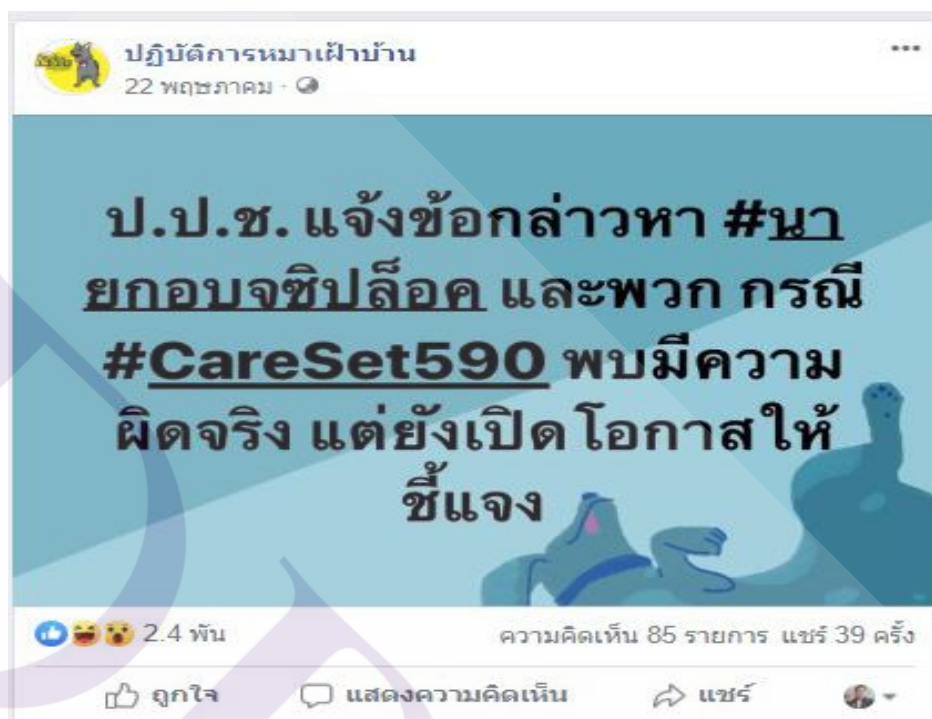 ปฏิบัติการหมาเฝ้าบ้าน
22 พฤษภาคม ·
ป.ป.ช. แจ้งข้อกล่าวหา #นา
ยกอบจซิปล็อค และพวก กรณี
#CareSet590 พบมีความ
ผิดจริง แต่ยังเปิดโอกาสให้
ชี้แจง
2.4 พัน ความคิดเห็น 85 รายการ แชร์ 39 ครั้ง
ถูกใจ แสดงความคิดเห็น แชร์